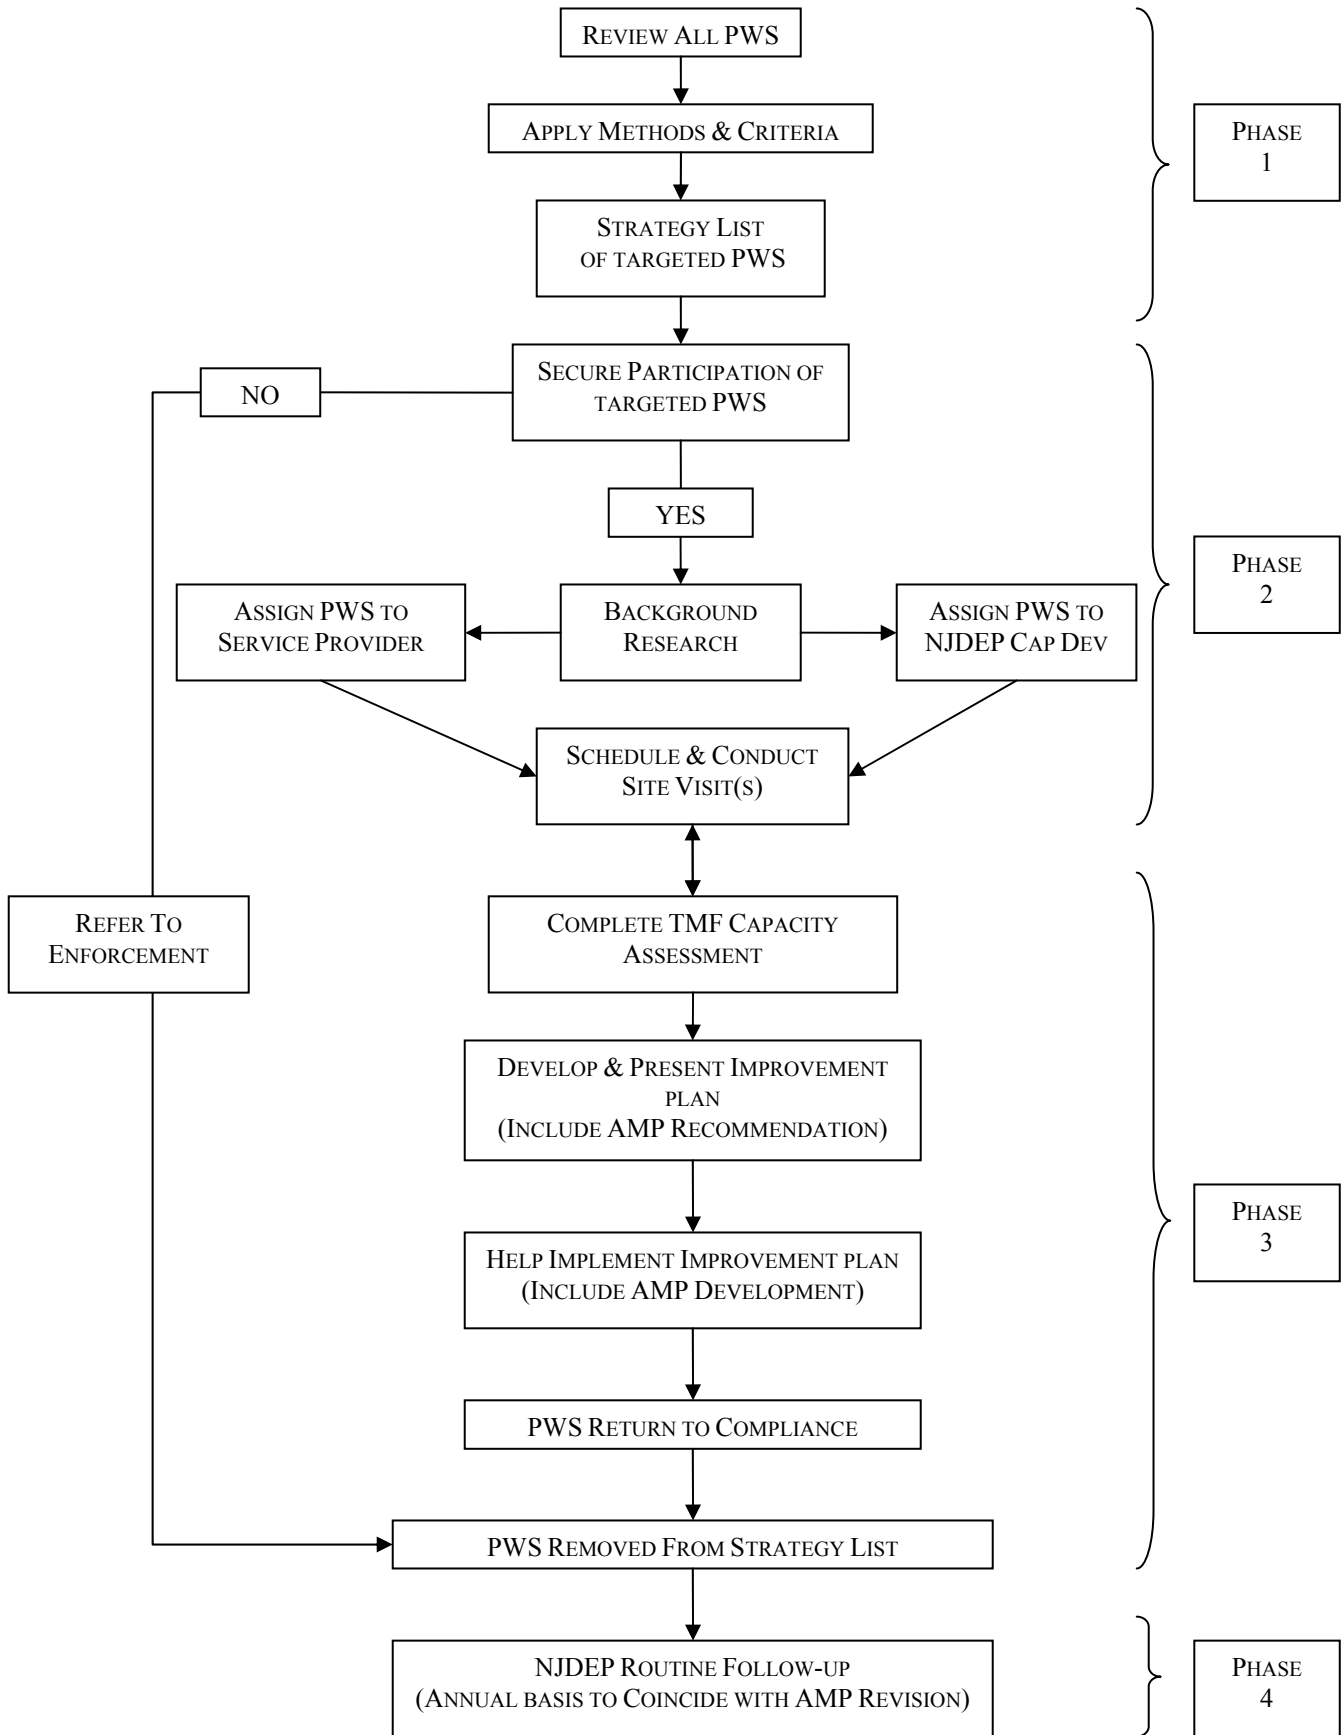 REVIEW ALL PWS
APPLY METHODS & CRITERIA
PHASE
1
STRATEGY LIST
OF TARGETED PWS
SECURE PARTICIPATION OF
TARGETED PWS
NO
YES
PHASE
2
ASSIGN PWS TO
SERVICE PROVIDER
BACKGROUND
RESEARCH
ASSIGN PWS TO
NJDEP CAP DEV
SCHEDULE & CONDUCT
SITE VISIT(S)
REFER TO
ENFORCEMENT
COMPLETE TMF CAPACITY
ASSESSMENT
DEVELOP & PRESENT IMPROVEMENT
PLAN
(INCLUDE AMP RECOMMENDATION)
PHASE
3
HELP IMPLEMENT IMPROVEMENT PLAN
(INCLUDE AMP DEVELOPMENT)
PWS RETURN TO COMPLIANCE
PWS REMOVED FROM STRATEGY LIST
NJDEP ROUTINE FOLLOW-UP
(ANNUAL BASIS TO COINCIDE WITH AMP REVISION)
PHASE
4